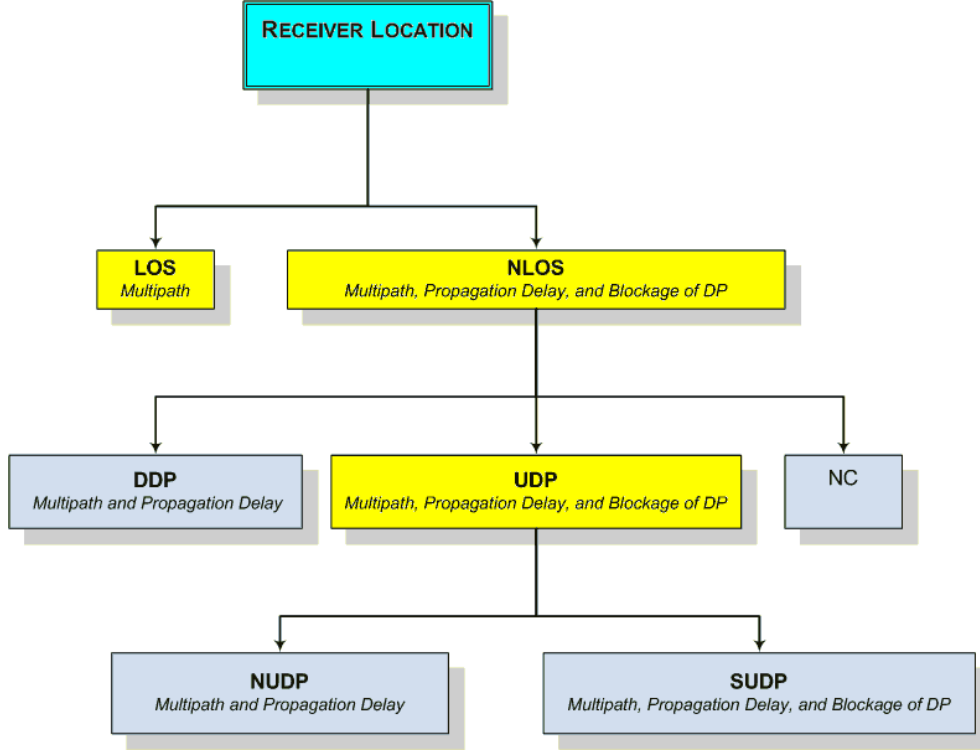 RECEIVER LOCATION
LOS
Multipath
NLOS
Multipath, Propagation Delay, and Blockage of DP
DDP
Multipath and Propagation Delay
UDP
Multipath, Propagation Delay, and Blockage of DP
NC
NUDP
Multipath and Propagation Delay
SUDP
Multipath, Propagation Delay, and Blockage of DP